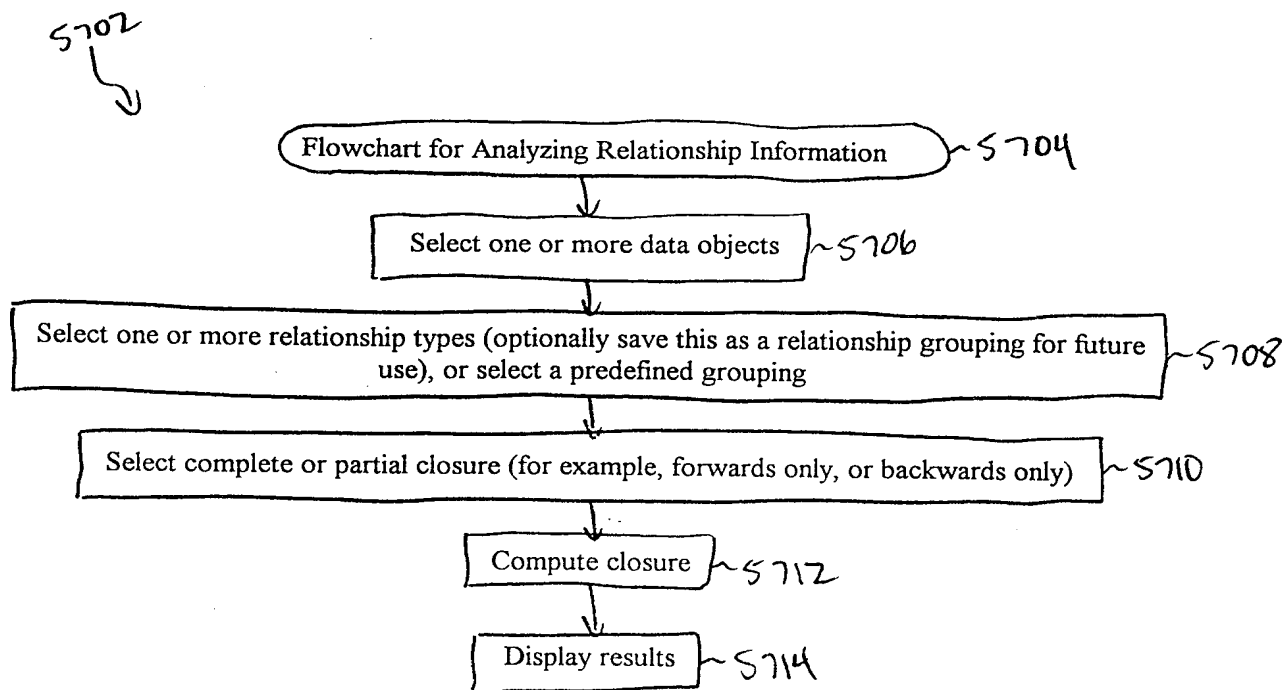 5702
Flowchart for Analyzing Relationship Information
5704
Select one or more data objects
5706
Select one or more relationship types (optionally save this as a relationship grouping for future
use), or select a predefined grouping
5708
Select complete or partial closure (for example, forwards only, or backwards only)
5710
Compute closure
5712
Display results
5714